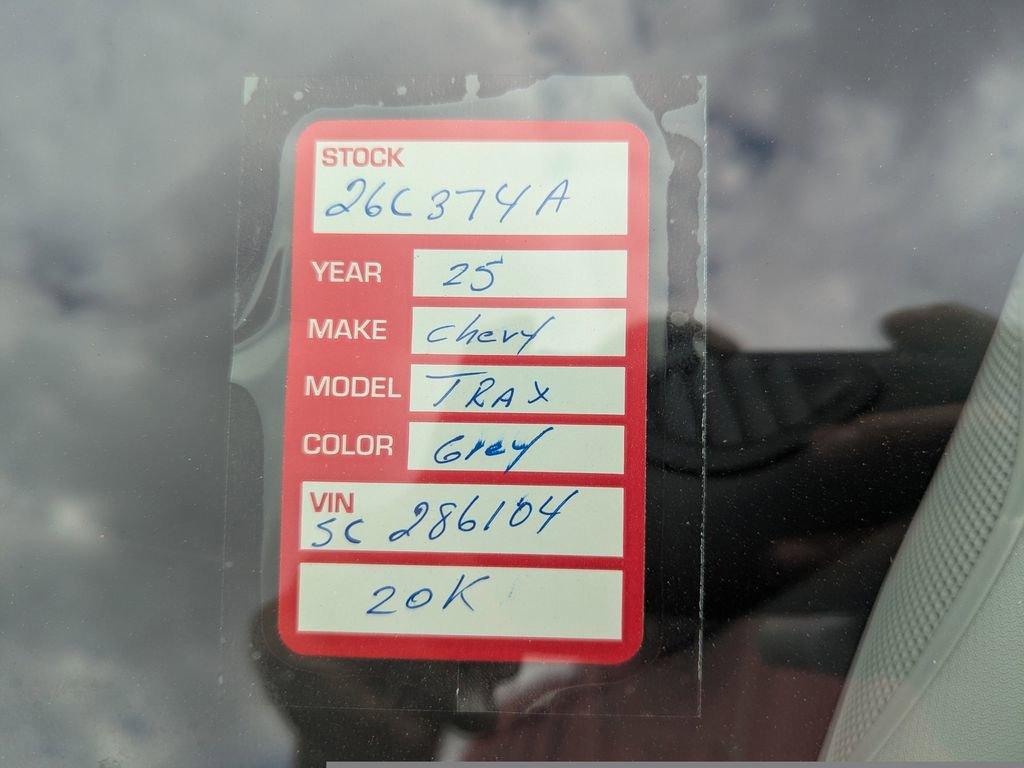 STOCK
26C374A
YEAR 25
MAKE Chevy
MODEL TRAX
COLOR Grey
VIN
SC 286104
20K